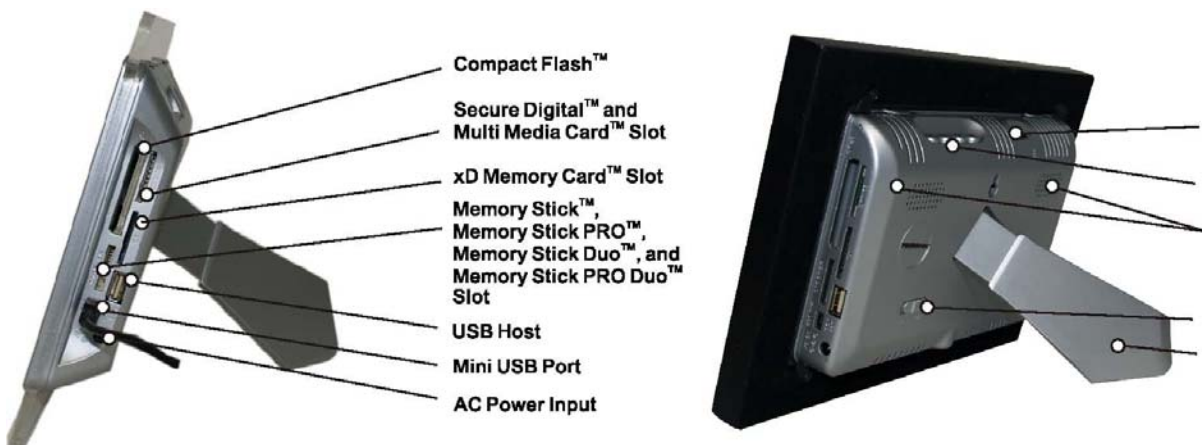 Compact Flash™
Secure Digital™ and
Multi Media Card™ Slot
xD Memory Card™ Slot
Memory Stick™,
Memory Stick PRO™,
Memory Stick Duo™, and
Memory Stick PRO Duo™
Slot
USB Host
Mini USB Port
AC Power Input